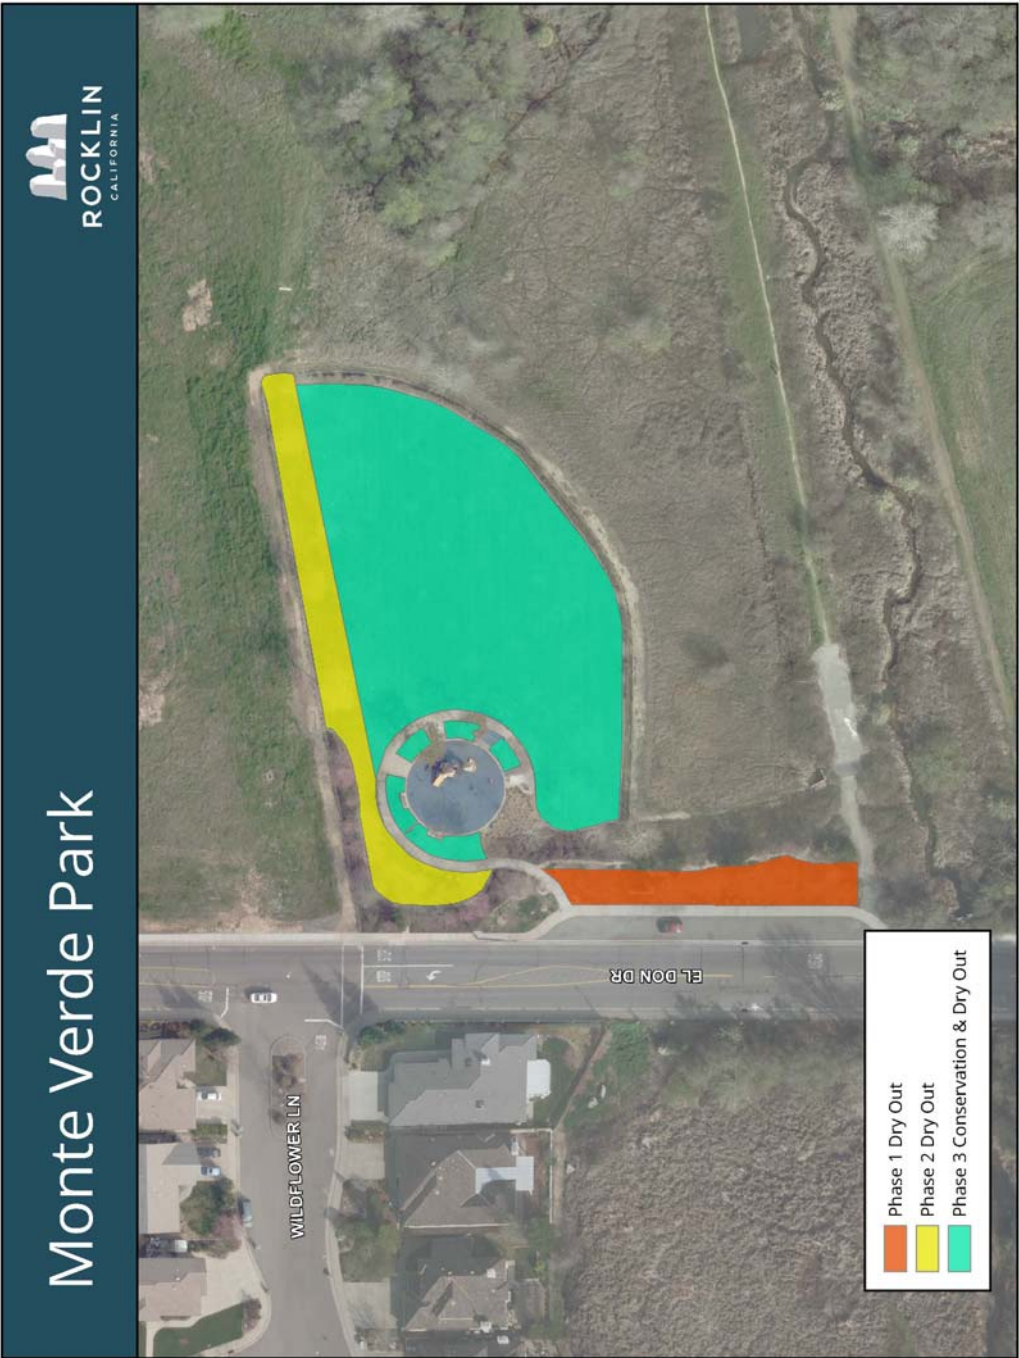 Monte Verde Park
ROCKLIN
CALIFORNIA
WILDFLOWER LN
EL DON DR
Phase 1 Dry Out
Phase 2 Dry Out
Phase 3 Conservation & Dry Out